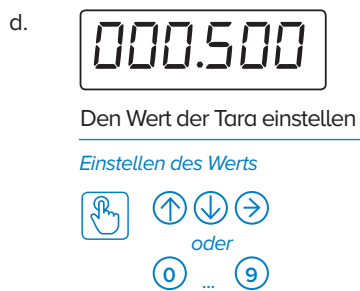 d.
000.500
Den Wert der Tara einstellen
Einstellen des Werts
oder
0 ... 9